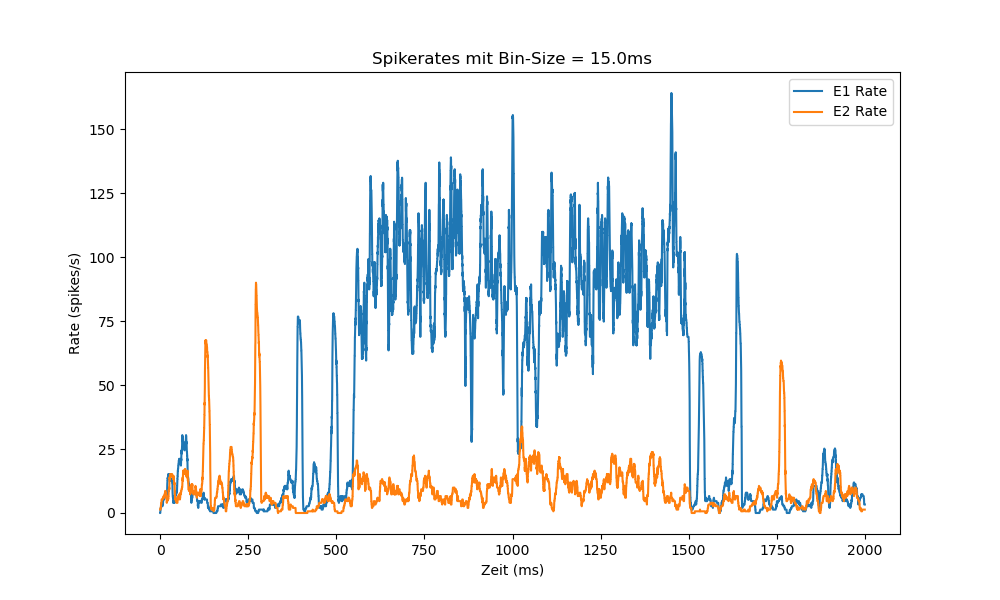 Spikerates mit Bin-Size = 15.0ms
E1 Rate
E2 Rate
Rate (spikes/s)
150
125
100
75
50
25
0
0 250 500 750 1000 1250 1500 1750 2000
Zeit (ms)